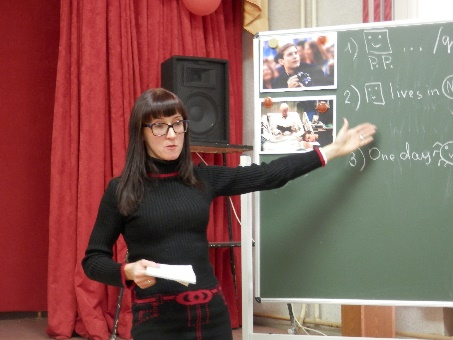 1) ... /g
P.P.
2) lives in N
3) One day